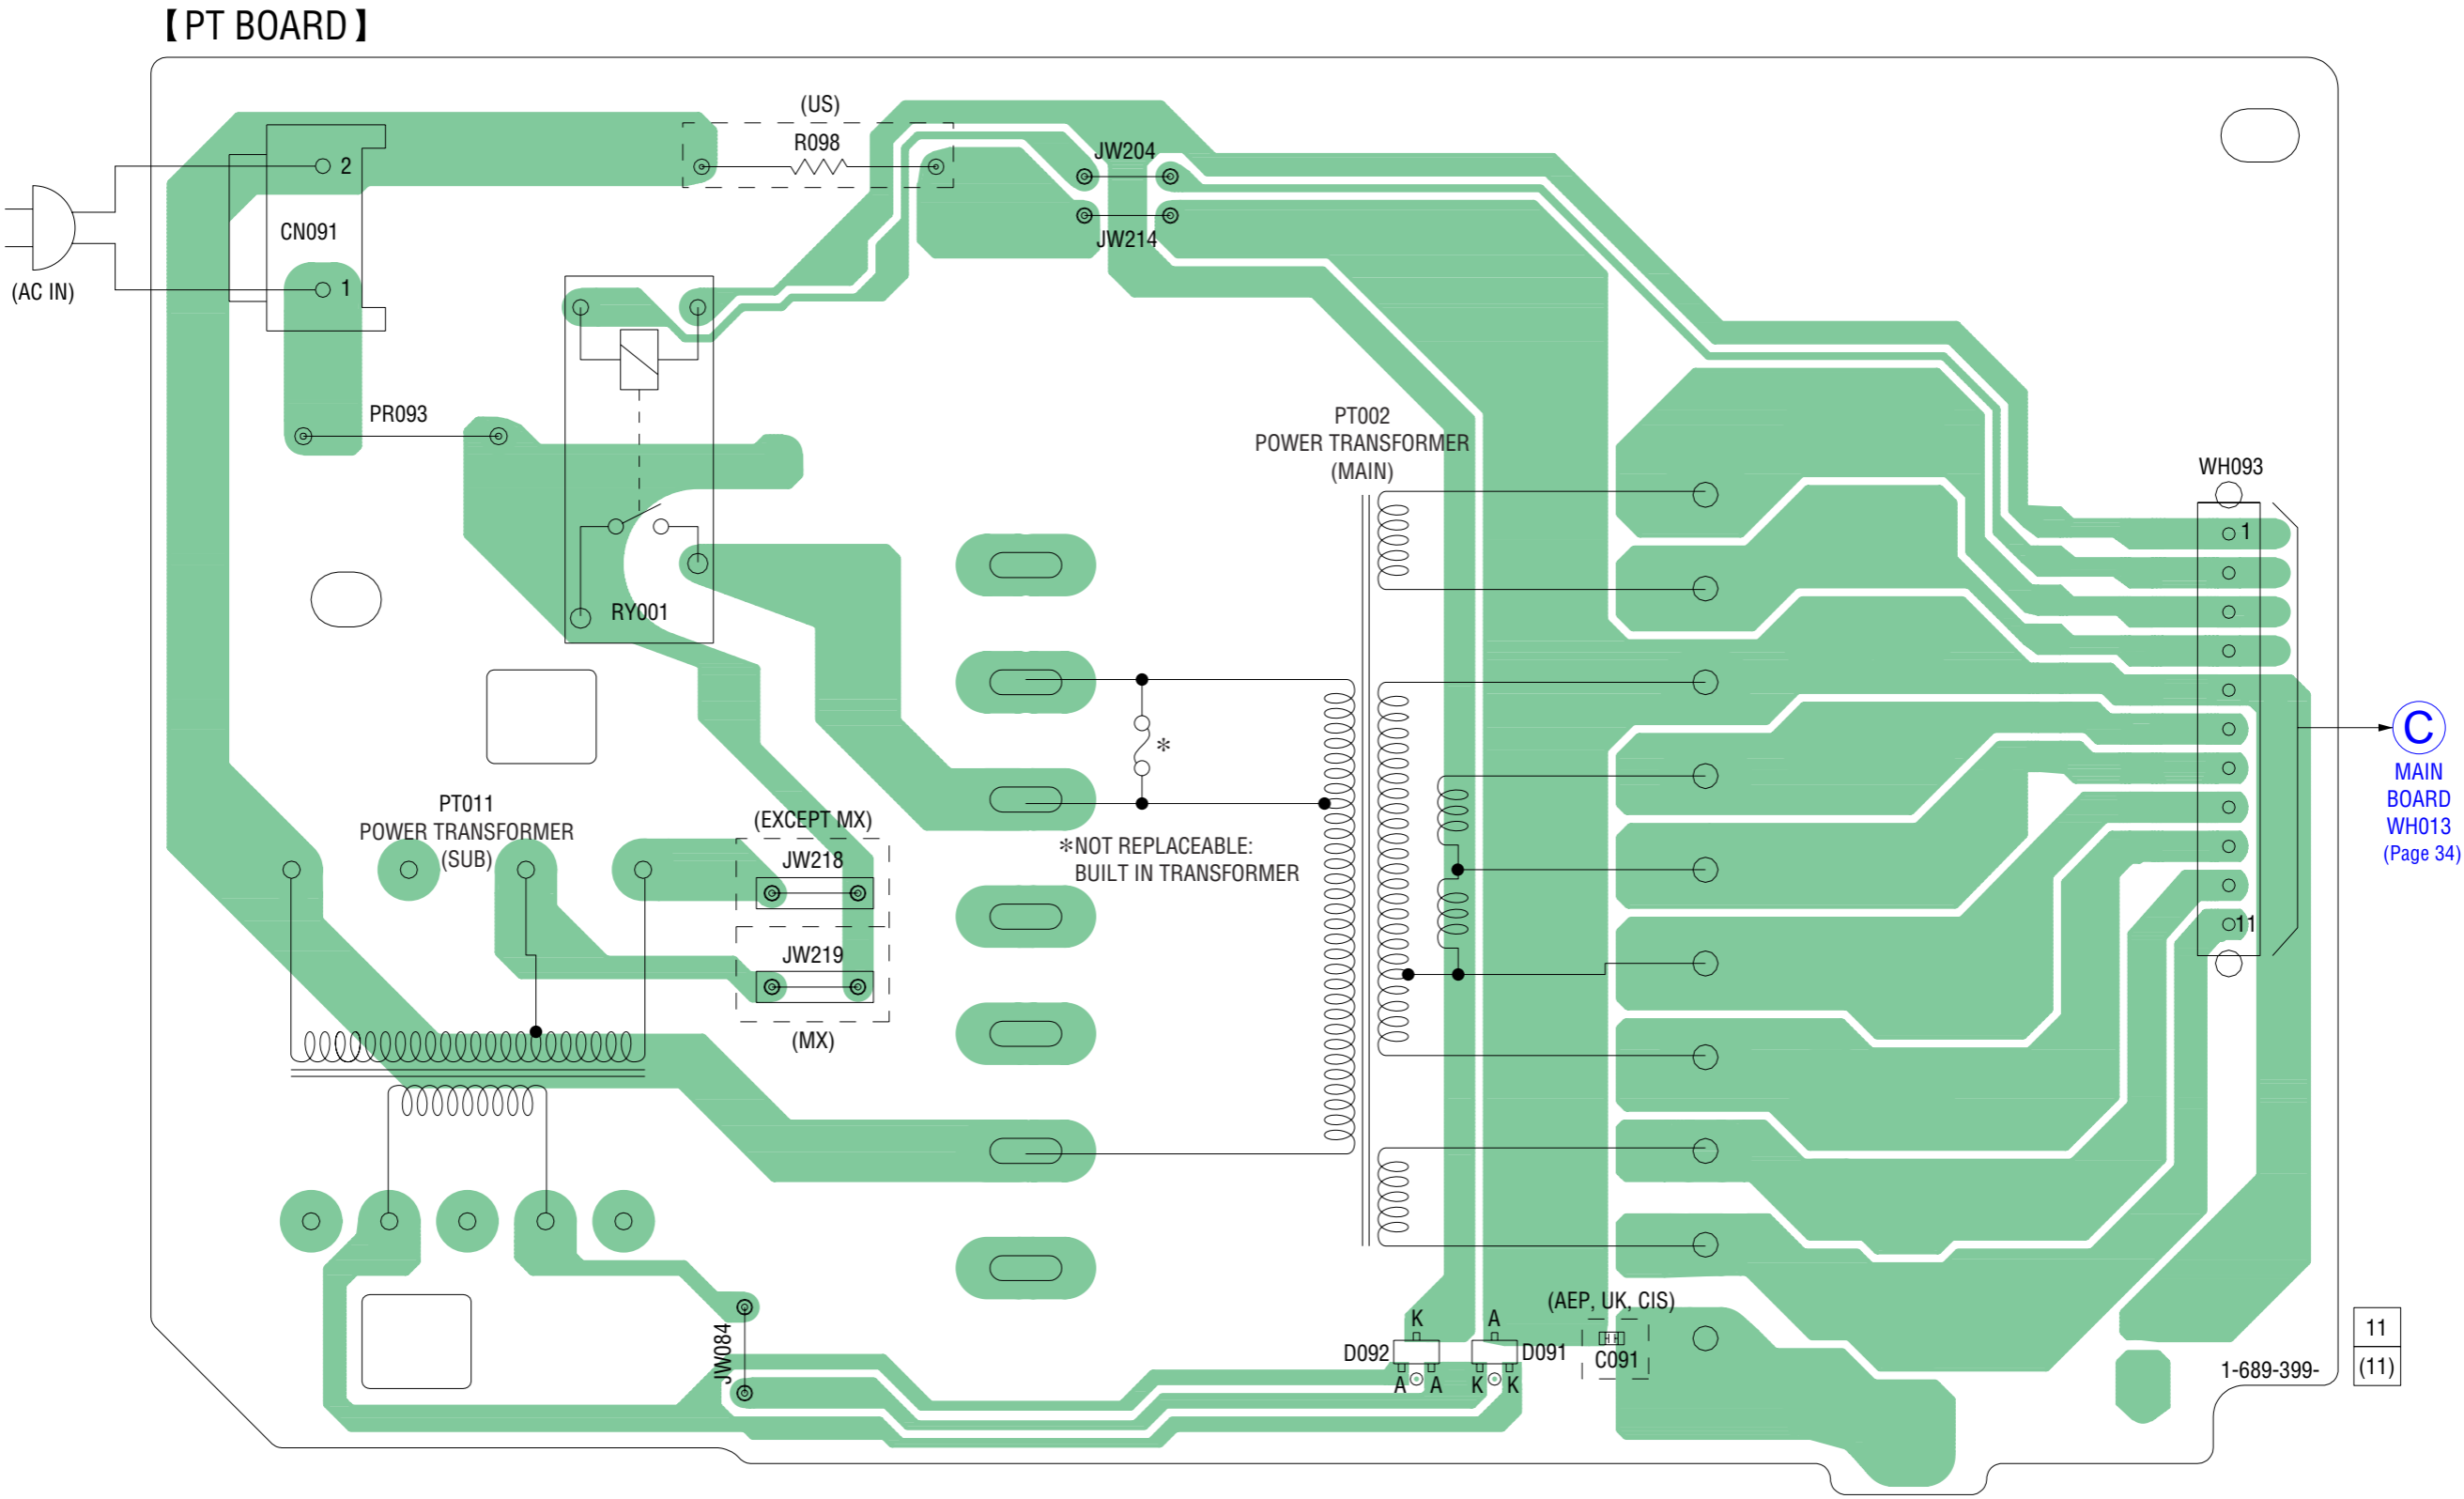 【PT BOARD】
(US)
R098
JW204
JW214
2
CN091
1
(AC IN)
PR093
PT002
POWER TRANSFORMER
(MAIN)
WH093
1
RY001
C
MAIN
BOARD
WH013
(Page 34)
*
PT011
POWER TRANSFORMER
(SUB)
(EXCEPT MX)
JW218
*NOT REPLACEABLE:
BUILT IN TRANSFORMER
11
JW219
(MX)
JW084
(AEP, UK, CIS)
K
A
D092
D091
C091
A
A
K
K
11
1-689-399-
(11)